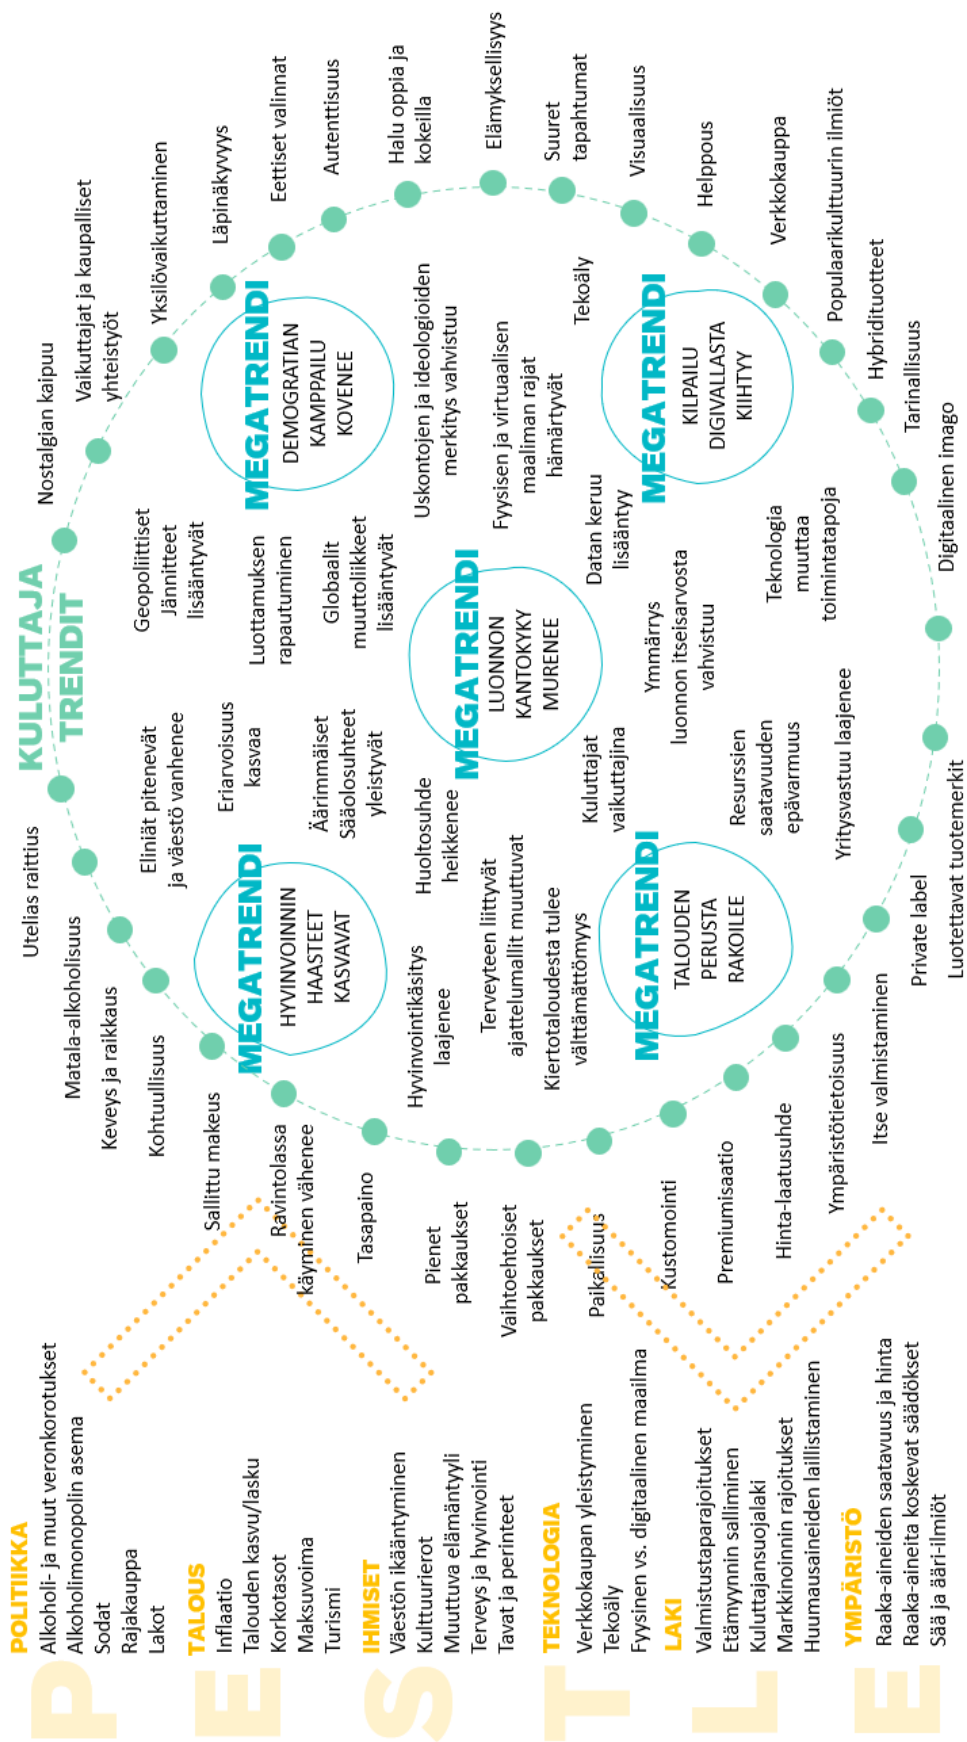 P
POLITIIKKA
Alkoholi- ja muut veronkorotukset
Alkoholimonopolin asema
Sodat
Rajakauppa
Lakot
E
TALOUS
Inflaatio
Talouden kasvu/lasku
Korkotasot
Maksuvoima
Turismi
S
IHMISET
Väestön ikääntyminen
Kulttuurierot
Muuttuva elämäntyyli
Terveys ja hyvinvointi
Tavat ja perinteet
T
TEKNOLOGIA
Verkkokaupan yleistyminen
Tekoäly
Fyysinen vs. digitaalinen maailma
L
LAKI
Valmistustaparajoitukset
Etämyynnin salliminen
Kuluttajansuojalaki
Markkinoinnin rajoitukset
Huumausaineiden laillistaminen
E
YMPÄRISTÖ
Raaka-aineiden saatavuus ja hinta
Raaka-aineita koskevat säädökset
Sää ja ääri-ilmiöt
KULUTTAJA
TRENDIT
Utelias raittius
Matala-alkoholisuus
Keveys ja raikkaus
Kohtuullisuus
Sallittu makeus
Ravintolassa
käyminen vähenee
Tasapaino
Pienet
pakkaukset
Vaihtoehtoiset
pakkaukset
Paikallisuus
Kustomointi
Premiumisaatio
Hinta-laatusuhde
Ympäristötietoisuus
Itse valmistaminen
Private label
Luotettavat tuotemerkit
Nostalgian kaipuu
Vaikuttajat ja kaupalliset
yhteistyöt
Yksilövaikuttaminen
Läpinäkyvyys
Eettiset valinnat
Autenttisuus
Halu oppia ja
kokeilla
Elämyksellisyys
Suuret
tapahtumat
Visuaalisuus
Helppous
Verkkokauppa
Populaarikulttuurin ilmiöt
Hybridituotteet
Tarinallisuus
Digitaalinen imago
MEGATRENDI
HYVINVOINNIN
HAASTEET
KASVAVAT
Eliniät pitenevät
ja väestö vanhenee
Eriarvoisuus
kasvaa
Äärimmäiset
Sääolosuhteet
yleistyvät
Huoltosuhde
heikkenee
Hyvinvointikäsitys
laajenee
Terveyteen liittyvät
ajattelumallit muuttuvat
Kiertotaloudesta tulee
välttämättömyys
MEGATRENDI
DEMOGRATIAN
KAMPPAILU
KOVENEE
Geopoliittiset
Jännitteet
lisääntyvät
Luottamuksen
rapautuminen
Globaalit
muuttoliikkeet
lisääntyvät
Uskontojen ja ideologioiden
merkitys vahvistuu
Fyysisen ja virtuaalisen
maaliman rajat
hämärtyvät
Tekoäly
MEGATRENDI
LUONNON
KANTOKYKY
MURENEE
Kuluttajat
vaikuttajina
Datan keruu
lisääntyy
Ymmärrys
luonnon itseisarvosta
vahvistuu
MEGATRENDI
TALOUDEN
PERUSTA
RAKOILEE
Resurssien
saatavuuden
epävarmuus
Yritysvastuu laajenee
MEGATRENDI
KILPAILU
DIGIVALLASTA
KIIHTYY
Teknologia
muuttaa
toimintatapoja